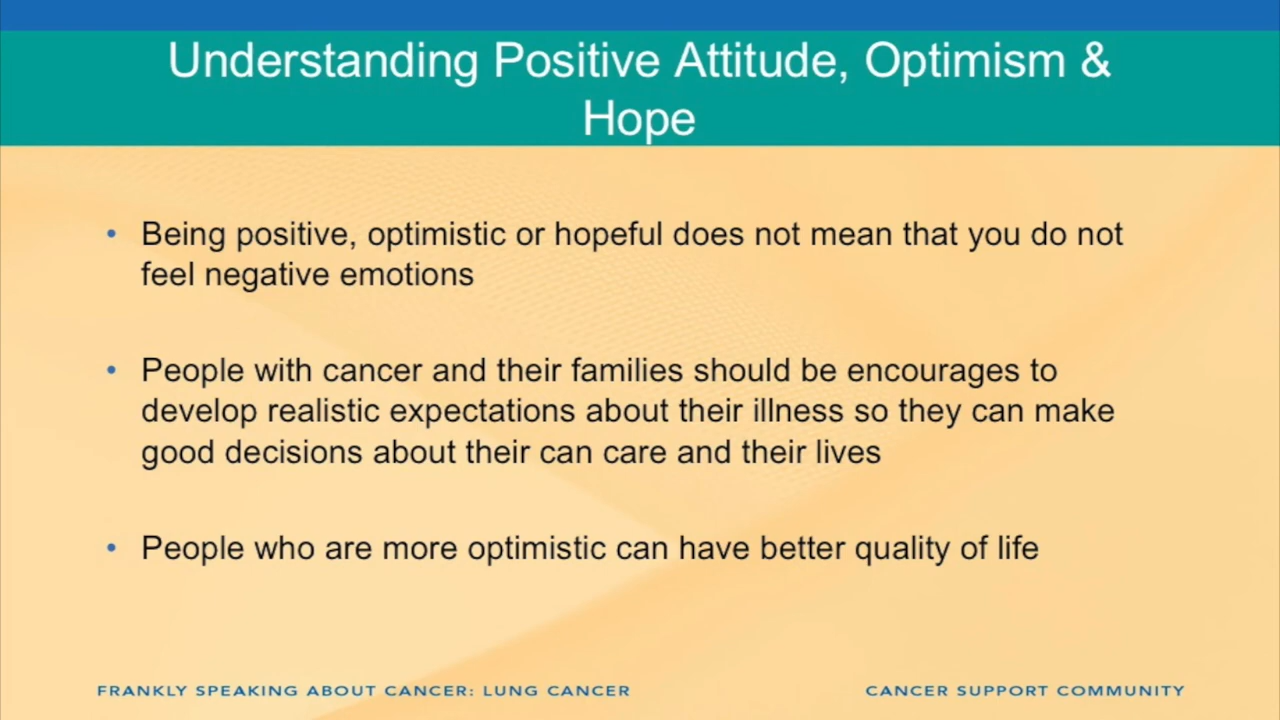 Understanding Positive Attitude, Optimism &
Hope
• Being positive, optimistic or hopeful does not mean that you do not
feel negative emotions
• People with cancer and their families should be encourages to
develop realistic expectations about their illness so they can make
good decisions about their can care and their lives
• People who are more optimistic can have better quality of life
FRANKLY SPEAKING ABOUT CANCER: LUNG CANCER
CANCER SUPPORT COMMUNITY